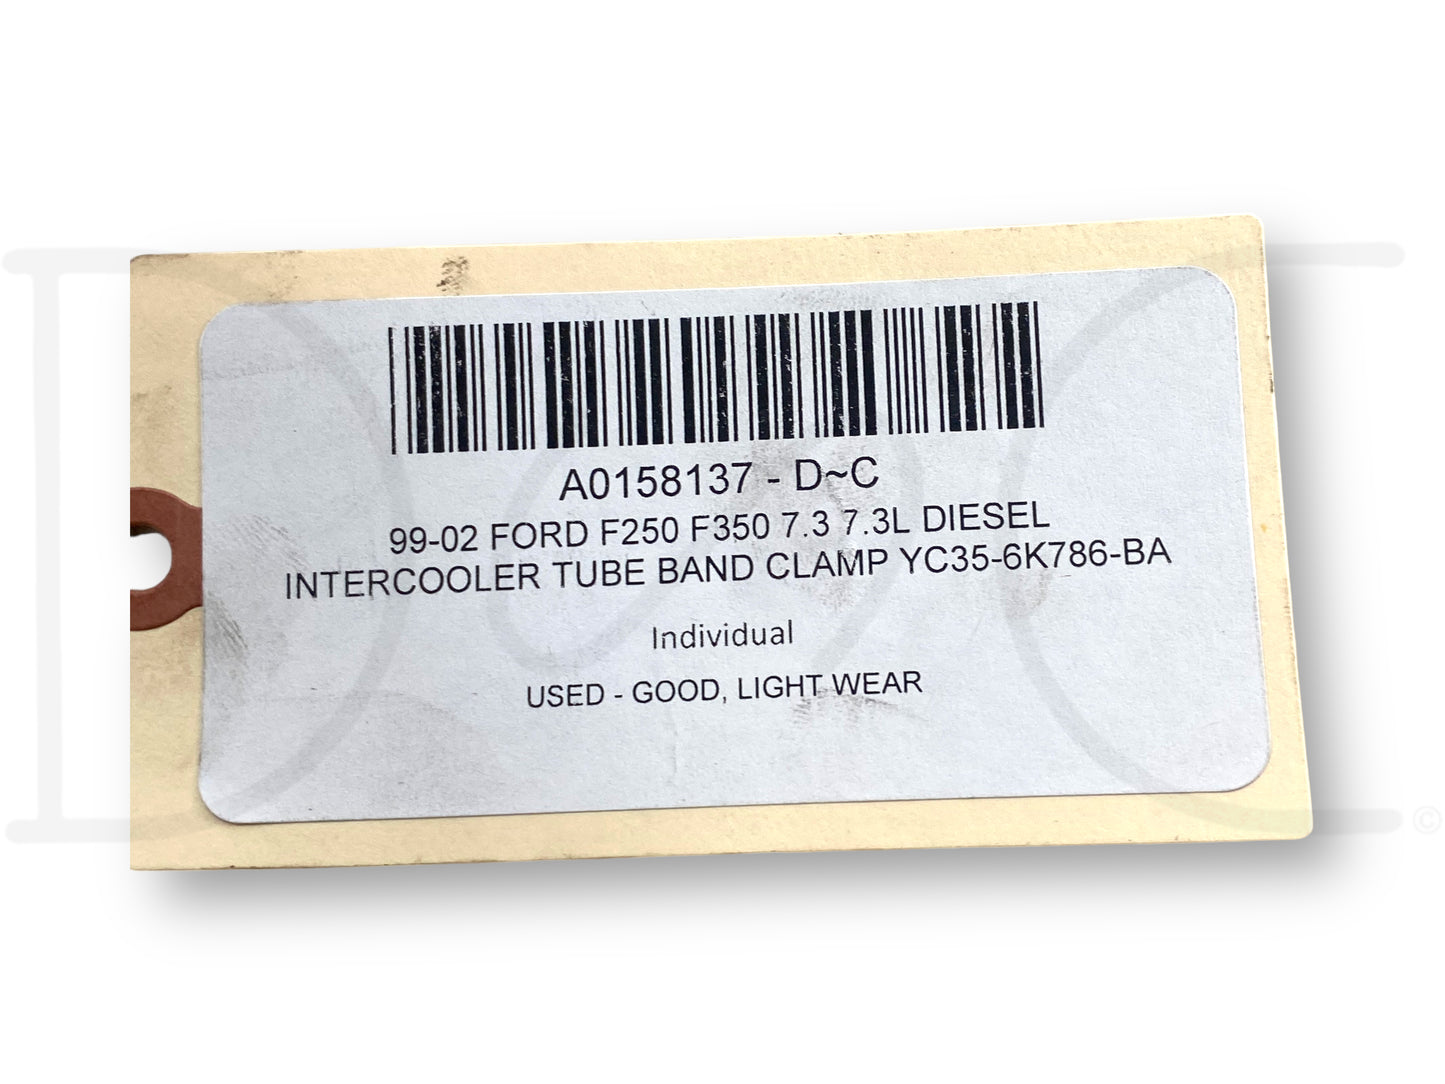 A0158137 - D~C
99-02 FORD F250 F350 7.3 7.3L DIESEL
INTERCOOLER TUBE BAND CLAMP YC35-6K786-BA
Individual
USED - GOOD, LIGHT WEAR
©